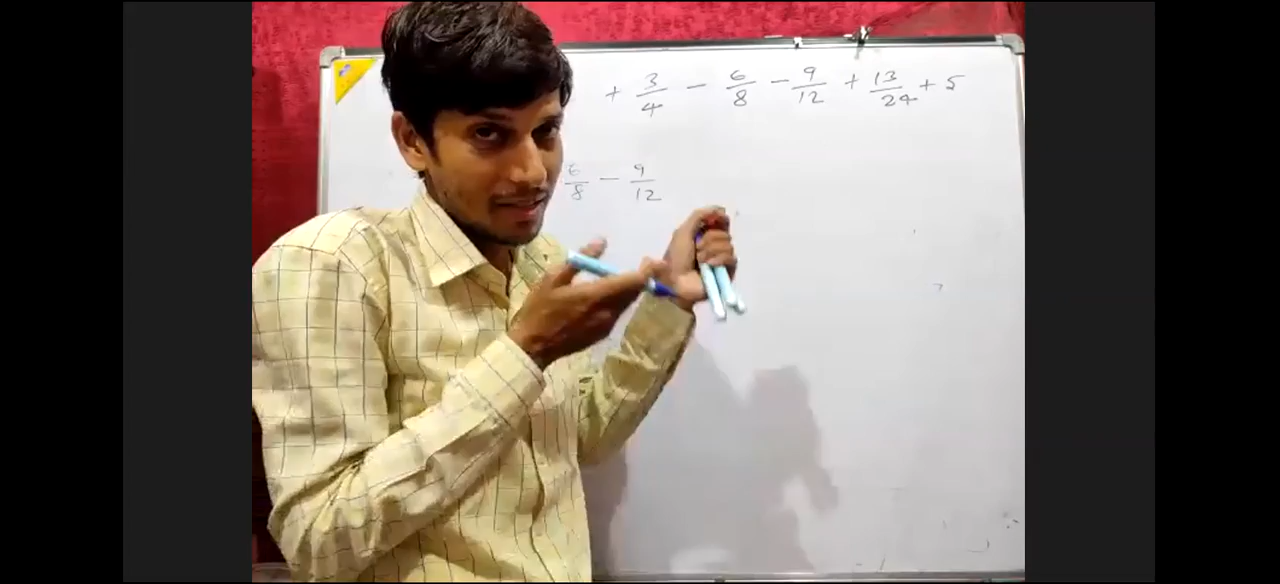 + 3/4 - 6/8 - 9/12 + 13/24 + 5
6/8 - 9/12